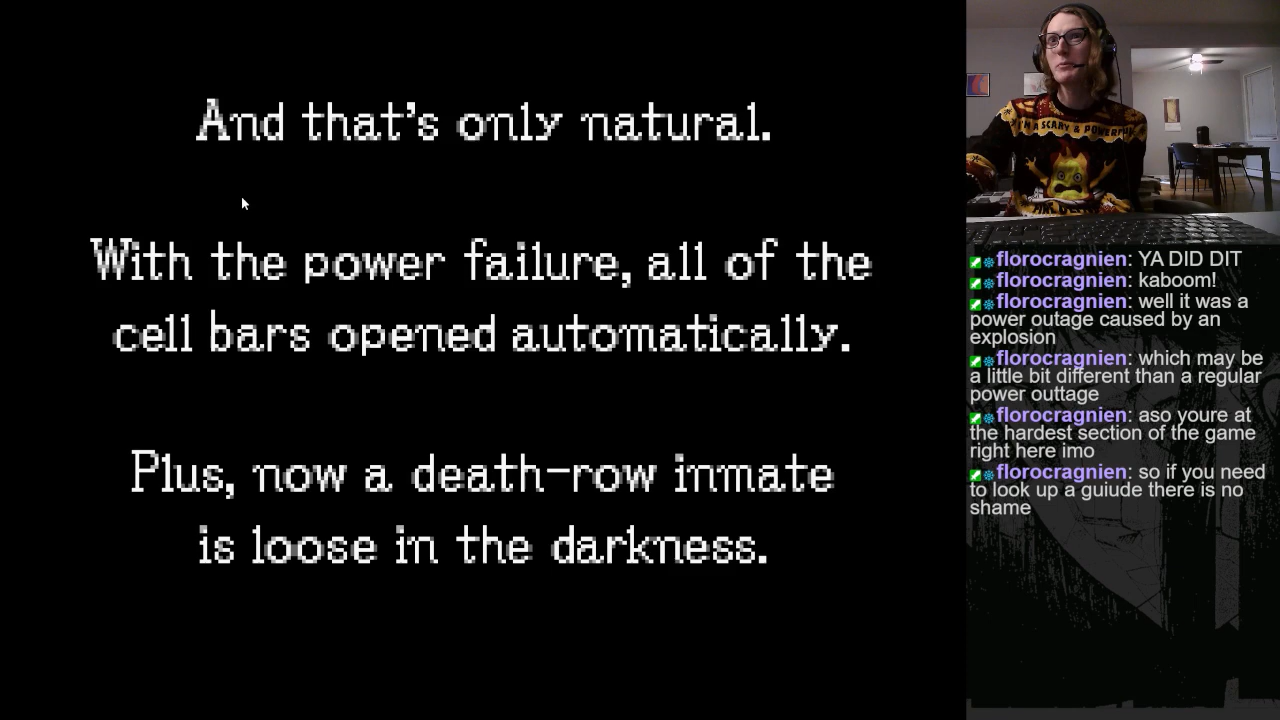 And that's only natural.
With the power failure, all of the
cell bars opened automatically.
Plus, now a death-row inmate
is loose in the darkness.
I'M A SCARY & POWERFUL
florocragnien: YA DID DIT
florocragnien: kaboom!
florocragnien: well it was a
power outage caused by an
explosion
florocragnien: which may be
a little bit different than a regular
power outtage
florocragnien: aso youre at
the hardest section of the game
right here imo
florocragnien: so if you need
to look up a guiude there is no
shame